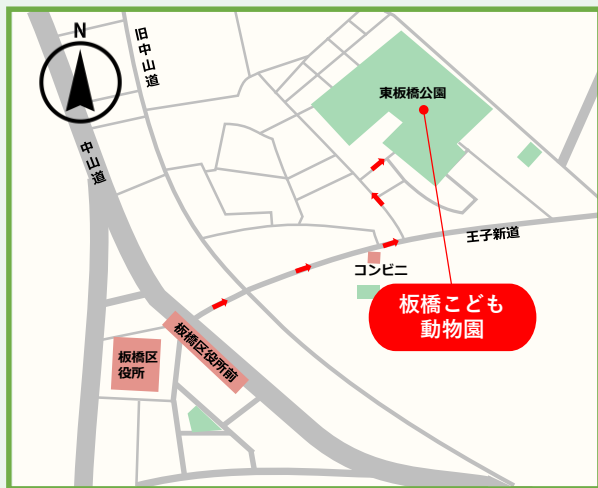 N
旧中山道
中山道
東板橋公園
王子新道
コンビニ
板橋こども
動物園
板橋区役所前
板橋区
役所